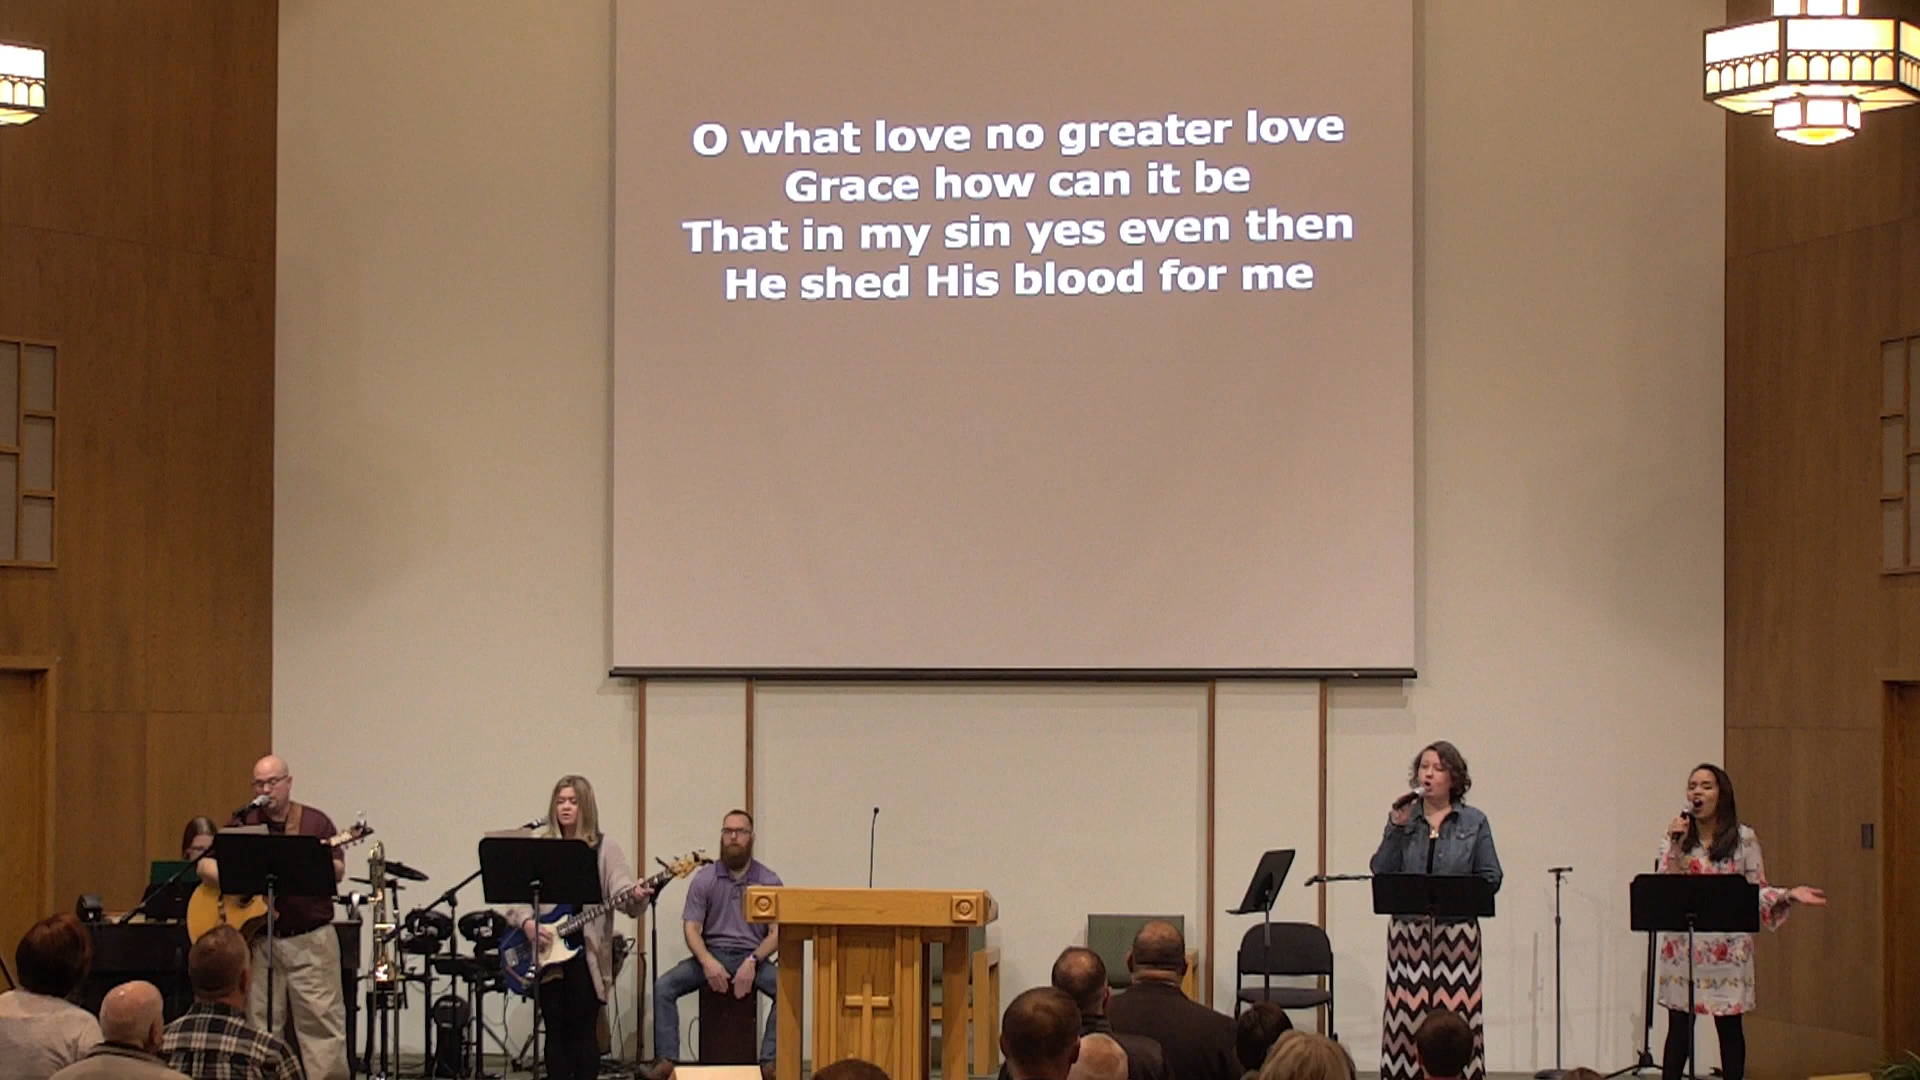 O what love no greater love
Grace how can it be
That in my sin yes even then
He shed His blood for me